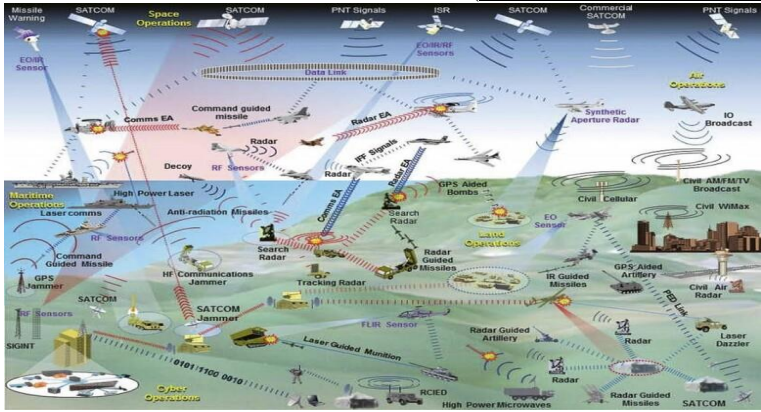 Missile
Warning
SATCOM
Space
Operations
SATCOM
PNT Signals
ISR
SATCOM
Commercial
SATCOM
PNT Signals
EO/IR
Sensor
EO/IR/RF
Sensors
Data Link
Air
Operations
Comms EA
Command guided
missile
Radar EA
Synthetic
Aperture Radar
IO
Broadcast
Radar
Decoy
RF Sensors
Radar
IFF Signals
Radar EA
GPS Aided
Bombs
Civil AM/FM/TV
Broadcast
Maritime
Operations
High Power Laser
Laser comms
Anti-radiation Missiles
Comms EA
Search
Radar
Civil Cellular
Civil WiMax
RF Sensors
Land
Operations
EO
Sensor
Command
Guided Missile
Search
Radar
Radar
Guided
Missiles
GPS
Jammer
HF Communications
Jammer
Tracking Radar
IR Guided
Missiles
GPS Aided
Artillery
Civil Air
Radar
SATCOM
SATCOM
Jammer
PED Link
RF Sensors
FLIR Sensor
Radar Guided
Artillery
Radar
Laser
Dazzler
SIGINT
Laser Guided Munition
0101 1100 0010
Radar
Cyber
Operations
RCIED
High Power Microwaves
Radar Guided
Missiles
SATCOM